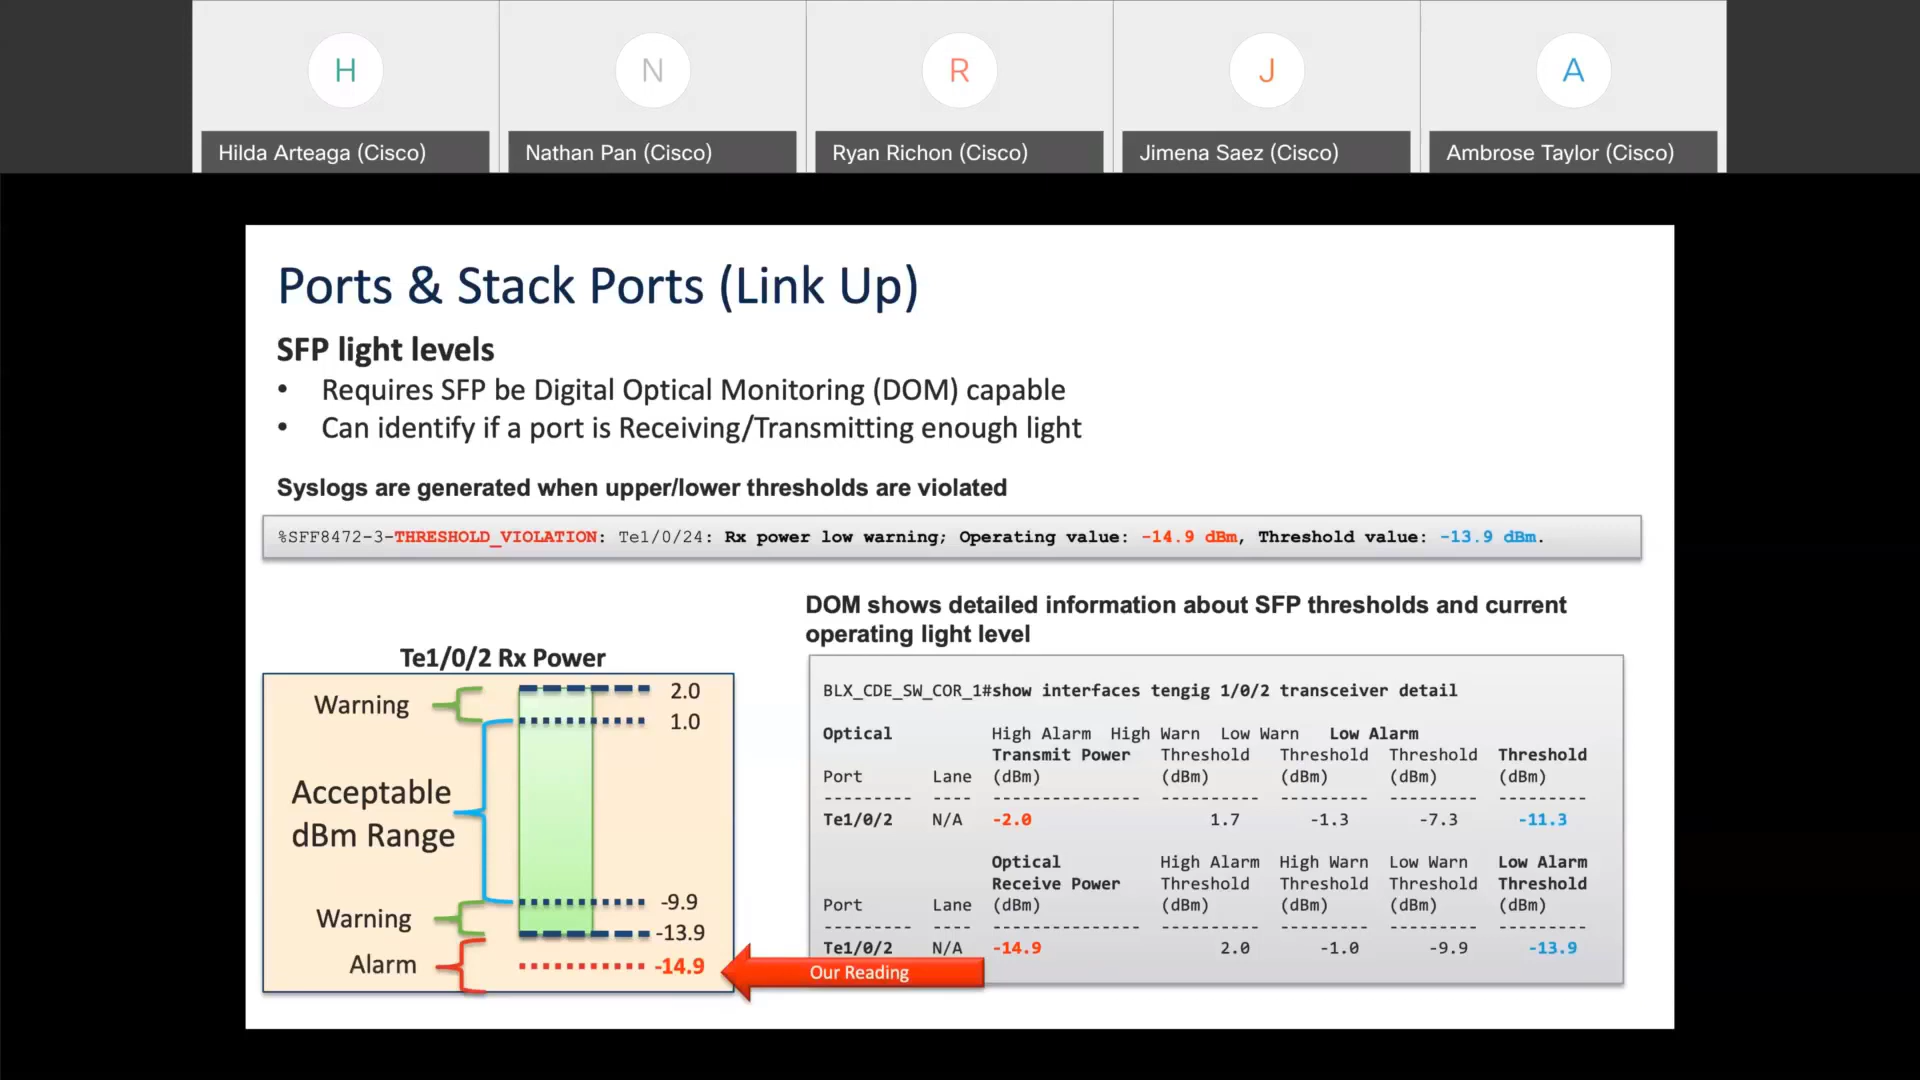 H
N
R
J
A
Hilda Arteaga (Cisco)
Nathan Pan (Cisco)
Ryan Richon (Cisco)
Jimena Saez (Cisco)
Ambrose Taylor (Cisco)
Ports & Stack Ports (Link Up)
SFP light levels
• Requires SFP be Digital Optical Monitoring (DOM) capable
• Can identify if a port is Receiving/Transmitting enough light
Syslogs are generated when upper/lower thresholds are violated
%SFF8472-3-THRESHOLD_VIOLATION: Te1/0/24: Rx power low warning; Operating value: -14.9 dBm, Threshold value: -13.9 dBm.
Te1/0/2 Rx Power
Warning
2.0
1.0
Acceptable
dBm Range
-9.9
Warning
-13.9
Alarm
-14.9
Our Reading
DOM shows detailed information about SFP thresholds and current
operating light level
BLX_CDE_SW_COR_1#show interfaces tengig 1/0/2 transceiver detail
Optical High Alarm High Warn Low Warn Low Alarm
Transmit Power Threshold Threshold Threshold Threshold
Port Lane (dBm) (dBm) (dBm) (dBm) (dBm)
--------- ---- --------------- ---------- --------- --------- ---------
Te1/0/2 N/A -2.0 1.7 -1.3 -7.3 -11.3
Optical High Alarm High Warn Low Warn Low Alarm
Receive Power Threshold Threshold Threshold Threshold
Port Lane (dBm) (dBm) (dBm) (dBm) (dBm)
--------- ---- --------------- ---------- --------- --------- ---------
Te1/0/2 N/A -14.9 2.0 -1.0 -9.9 -13.9